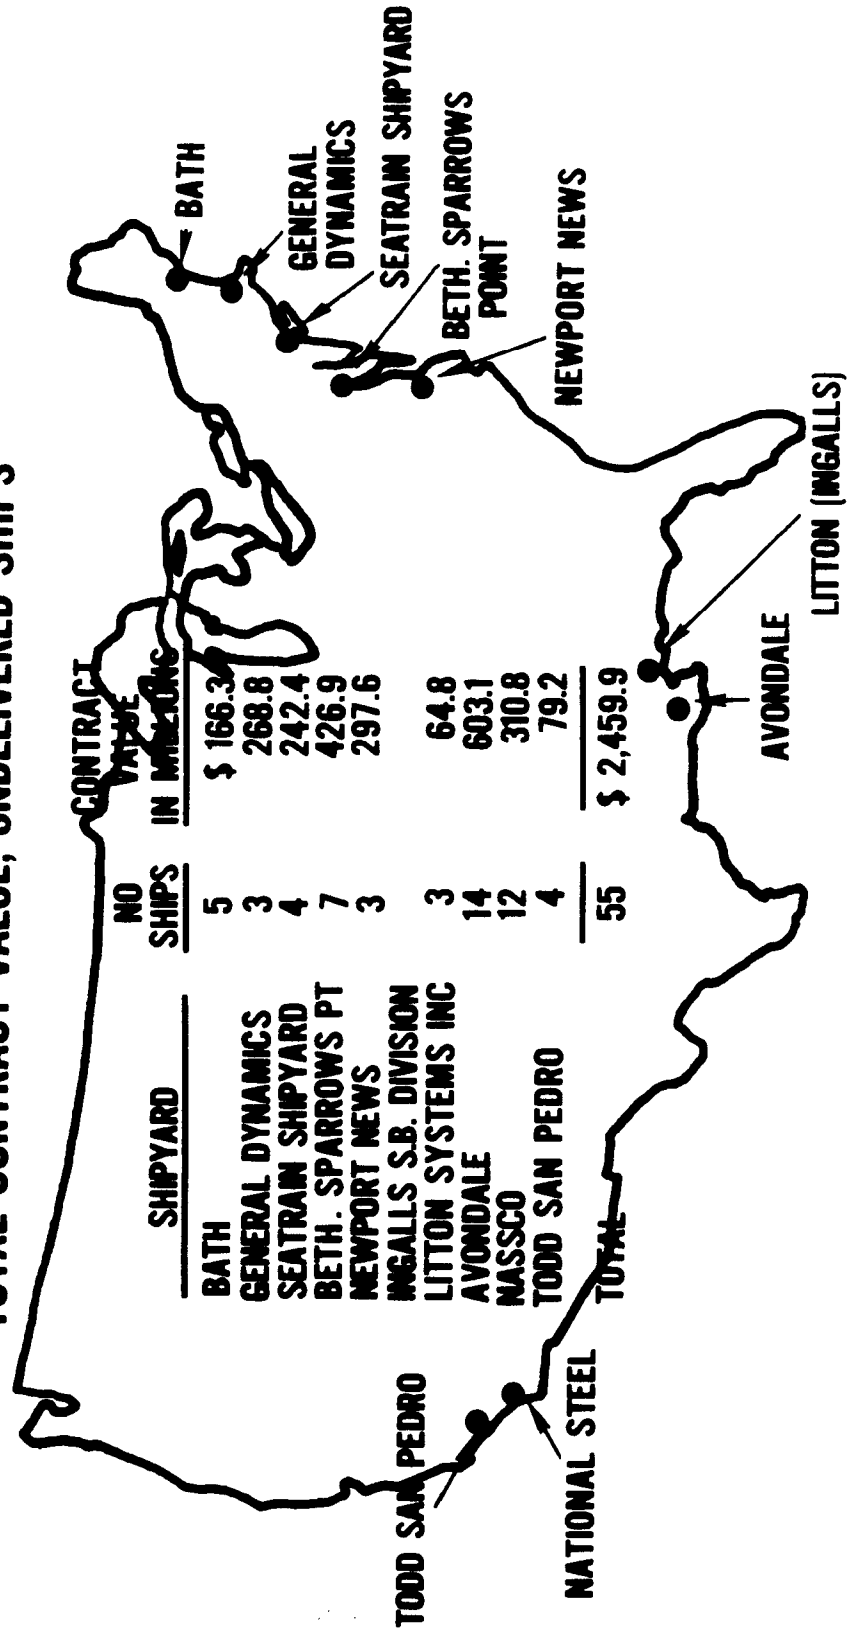 TOTAL CONTRACT VALUE, UNDELIVERED SHIPS
SHIPYARD
NO
SHIPS
CONTRACT
VALUE
IN MILLIONS
BATH 5 $ 166.3
GENERAL DYNAMICS 3 268.8
SEATRAIN SHIPYARD 4 242.4
BETH. SPARROWS PT 7 426.9
NEWPORT NEWS 3 297.6
INGALLS S.B. DIVISION
LITTON SYSTEMS INC 3 64.8
AVONDALE 14 603.1
NASSCO 12 310.8
TODD SAN PEDRO 4 79.2
TOTAL 55 $ 2,459.9
BATH
GENERAL
DYNAMICS
SEATRAIN SHIPYARD
BETH. SPARROWS
POINT
NEWPORT NEWS
LITTON (INGALLS)
AVONDALE
TODD SAN PEDRO
NATIONAL STEEL